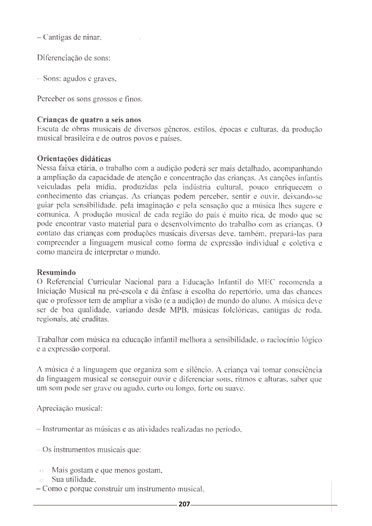 – Cantigas de ninar.
Diferenciação de sons:
– Sons: agudos e graves,
Perceber os sons grossos e finos.
Crianças de quatro a seis anos
Escuta de obras musicais de diversos gêneros, estilos, épocas e culturas, da produção
musical brasileira e de outros povos e países.
Orientações didáticas
Nessa faixa etária, o trabalho com a audição poderá ser mais detalhado, acompanhando
a ampliação da capacidade de atenção e concentração das crianças. As canções infantis
veiculadas pela mídia, produzidas pela indústria cultural, pouco enriquecem o
conhecimento das crianças. As crianças podem perceber, sentir e ouvir, deixando-se
guiar pela sensibilidade, pela imaginação e pela sensação que a música lhes sugere e
comunica. A produção musical de cada região do país é muito rica, de modo que se
pode encontrar vasto material para o desenvolvimento do trabalho com as crianças. O
contato das crianças com produções musicais diversas deve, também, prepará-las para
compreender a linguagem musical como forma de expressão individual e coletiva e
como maneira de interpretar o mundo.
Resumindo
O Referencial Curricular Nacional para a Educação Infantil do MEC recomenda a
Iniciação Musical na pré-escola e dá ênfase à escolha do repertório, uma das chances
que o professor tem de ampliar a visão (e a audição) de mundo do aluno. A música deve
ser de boa qualidade, variando desde MPB, músicas folclóricas, cantigas de roda,
regionais, até eruditas.
Trabalhar com música na educação infantil melhora a sensibilidade, o raciocínio lógico
e a expressão corporal.
A música é a linguagem que organiza som e silêncio. A criança vai tomar consciência
da linguagem musical se conseguir ouvir e diferenciar sons, ritmos e alturas, saber que
um som pode ser grave ou agudo, curto ou longo, forte ou suave.
Apreciação musical:
– Instrumentar as músicas e as atividades realizadas no período.
– Os instrumentos musicais que:
Mais gostam e que menos gostam,
Sua utilidade,
– Como e porque construir um instrumento musical.
207